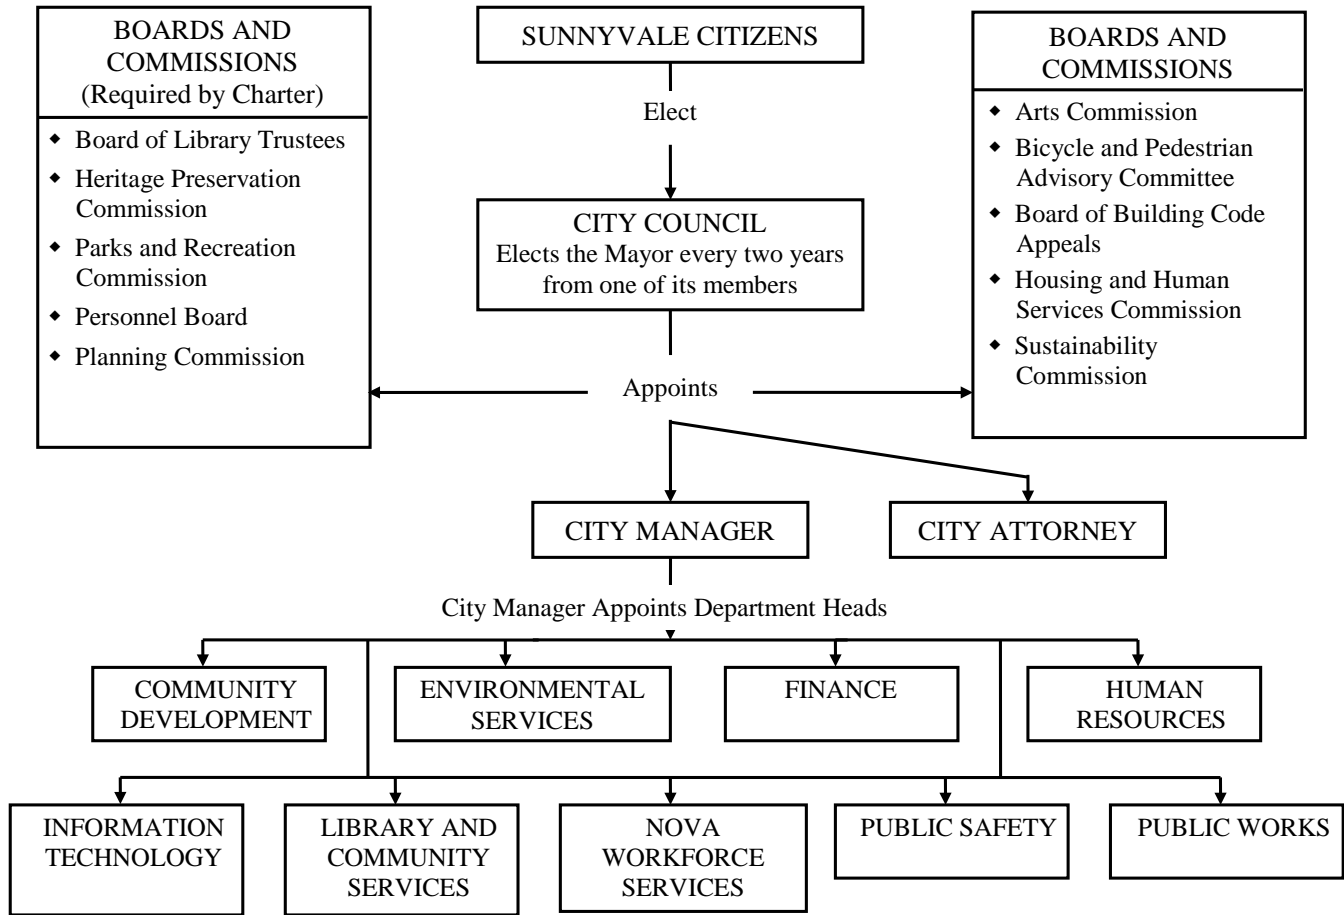 BOARDS AND
COMMISSIONS
(Required by Charter)
◆ Board of Library Trustees
◆ Heritage Preservation
Commission
◆ Parks and Recreation
Commission
◆ Personnel Board
◆ Planning Commission
SUNNYVALE CITIZENS
Elect
CITY COUNCIL
Elects the Mayor every two years
from one of its members
Appoints
BOARDS AND
COMMISSIONS
◆ Arts Commission
◆ Bicycle and Pedestrian
Advisory Committee
◆ Board of Building Code
Appeals
◆ Housing and Human
Services Commission
◆ Sustainability
Commission
CITY MANAGER
CITY ATTORNEY
City Manager Appoints Department Heads
COMMUNITY
DEVELOPMENT
ENVIRONMENTAL
SERVICES
FINANCE
HUMAN
RESOURCES
INFORMATION
TECHNOLOGY
LIBRARY AND
COMMUNITY
SERVICES
NOVA
WORKFORCE
SERVICES
PUBLIC SAFETY
PUBLIC WORKS